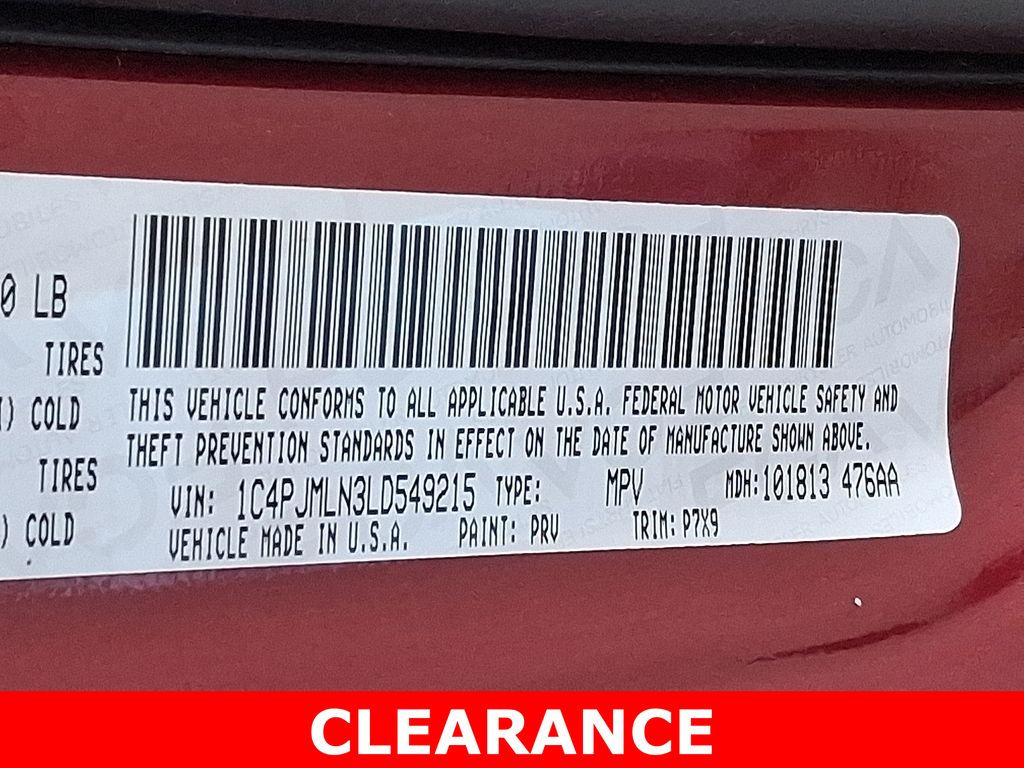 0 LB
TIRES
) COLD
TIRES
) COLD
THIS VEHICLE CONFORMS TO ALL APPLICABLE U.S.A. FEDERAL MOTOR VEHICLE SAFETY AND
THEFT PREVENTION STANDARDS IN EFFECT ON THE DATE OF MANUFACTURE SHOWN ABOVE.
VIN: 1C4PJMLN3LD549215 TYPE: MPV MDH:101813 476AA
VEHICLE MADE IN U.S.A. PAINT: PRV TRIM: P7X9
CLEARANCE